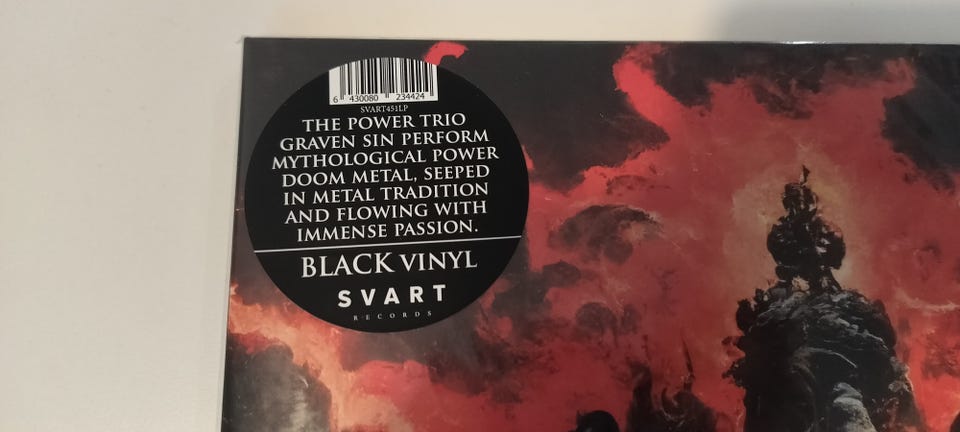 6 430080 234424
SVART451LP
THE POWER TRIO
GRAVEN SIN PERFORM
MYTHOLOGICAL POWER
DOOM METAL, SEEPED
IN METAL TRADITION
AND FLOWING WITH
IMMENSE PASSION.
BLACK VINYL
SVART
RECORDS